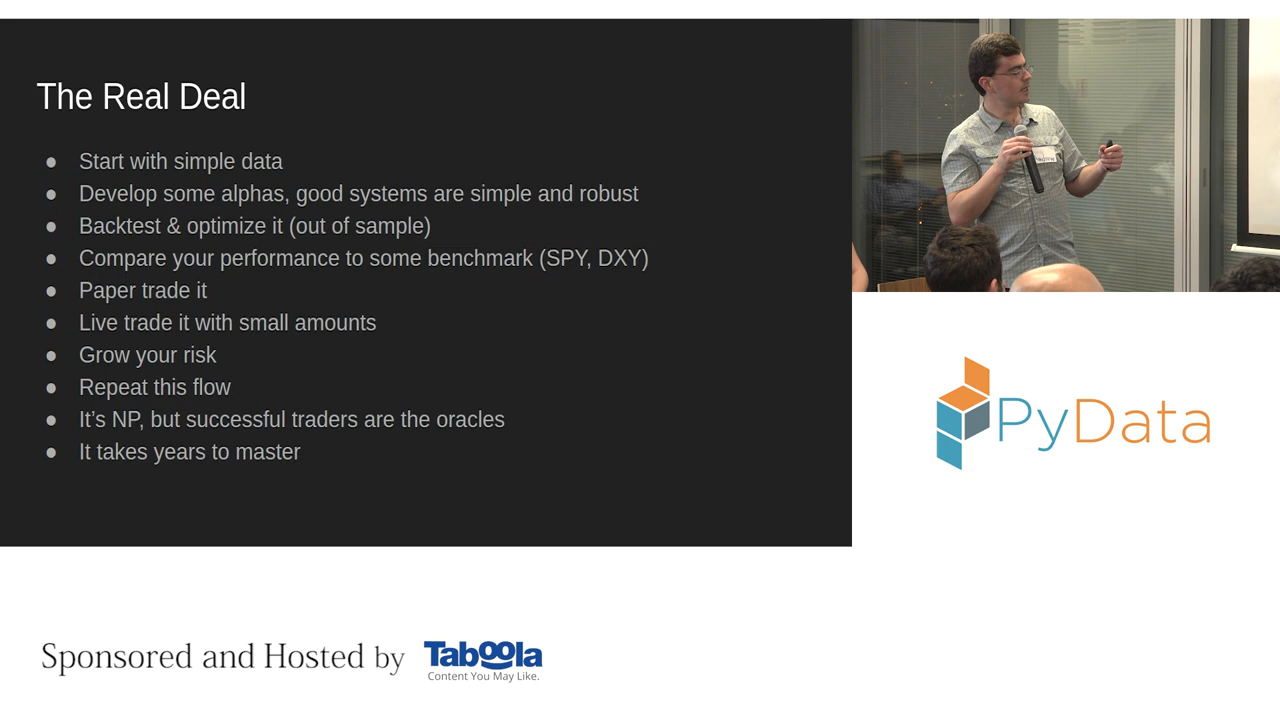 The Real Deal
● Start with simple data
● Develop some alphas, good systems are simple and robust
● Backtest & optimize it (out of sample)
● Compare your performance to some benchmark (SPY, DXY)
● Paper trade it
● Live trade it with small amounts
● Grow your risk
● Repeat this flow
● It’s NP, but successful traders are the oracles
● It takes years to master
PyData
Sponsored and Hosted by Taboola
Content You May Like.